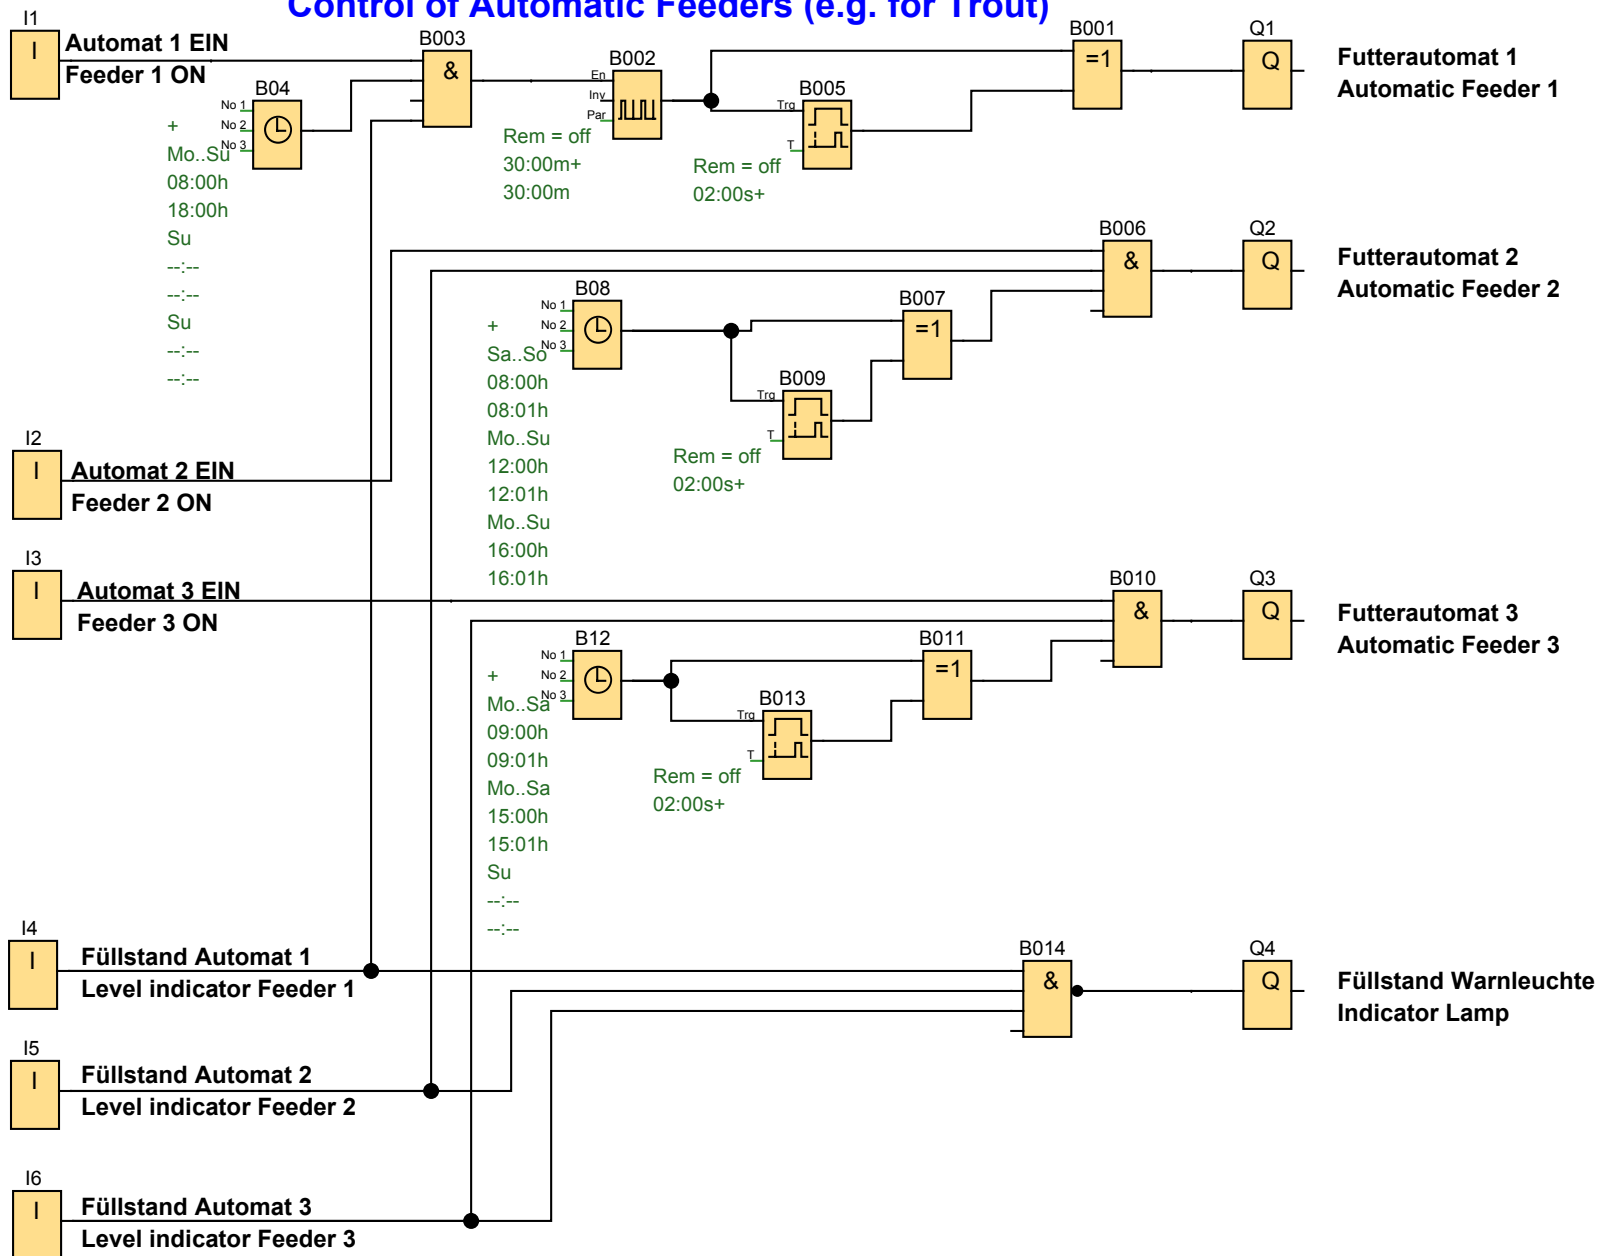 Control of Automatic Feeders (e.g. for Trout)
I1
I
Automat 1 EIN
Feeder 1 ON
B04
No 1
No 2
No 3
+
Mo..Su
08:00h
18:00h
Su
--:--
--:--
Su
--:--
--:--
B003
&
B002
En
Inv
Par
Rem = off
30:00m+
30:00m
B005
Trg
T
Rem = off
02:00s+
B001
=1
Q1
Q
Futterautomat 1
Automatic Feeder 1
B006
&
Q2
Q
Futterautomat 2
Automatic Feeder 2
B08
No 1
No 2
No 3
+
Sa..So
08:00h
08:01h
Mo..Su
12:00h
12:01h
Mo..Su
16:00h
16:01h
B007
=1
B009
Trg
T
Rem = off
02:00s+
I2
I
Automat 2 EIN
Feeder 2 ON
I3
I
Automat 3 EIN
Feeder 3 ON
B010
&
Q3
Q
Futterautomat 3
Automatic Feeder 3
B12
No 1
No 2
No 3
+
Mo..Sa
09:00h
09:01h
Mo..Sa
15:00h
15:01h
Su
--:--
--:--
B011
=1
B013
Trg
T
Rem = off
02:00s+
I4
I
Füllstand Automat 1
Level indicator Feeder 1
B014
&
Q4
Q
Füllstand Warnleuchte
Indicator Lamp
I5
I
Füllstand Automat 2
Level indicator Feeder 2
I6
I
Füllstand Automat 3
Level indicator Feeder 3